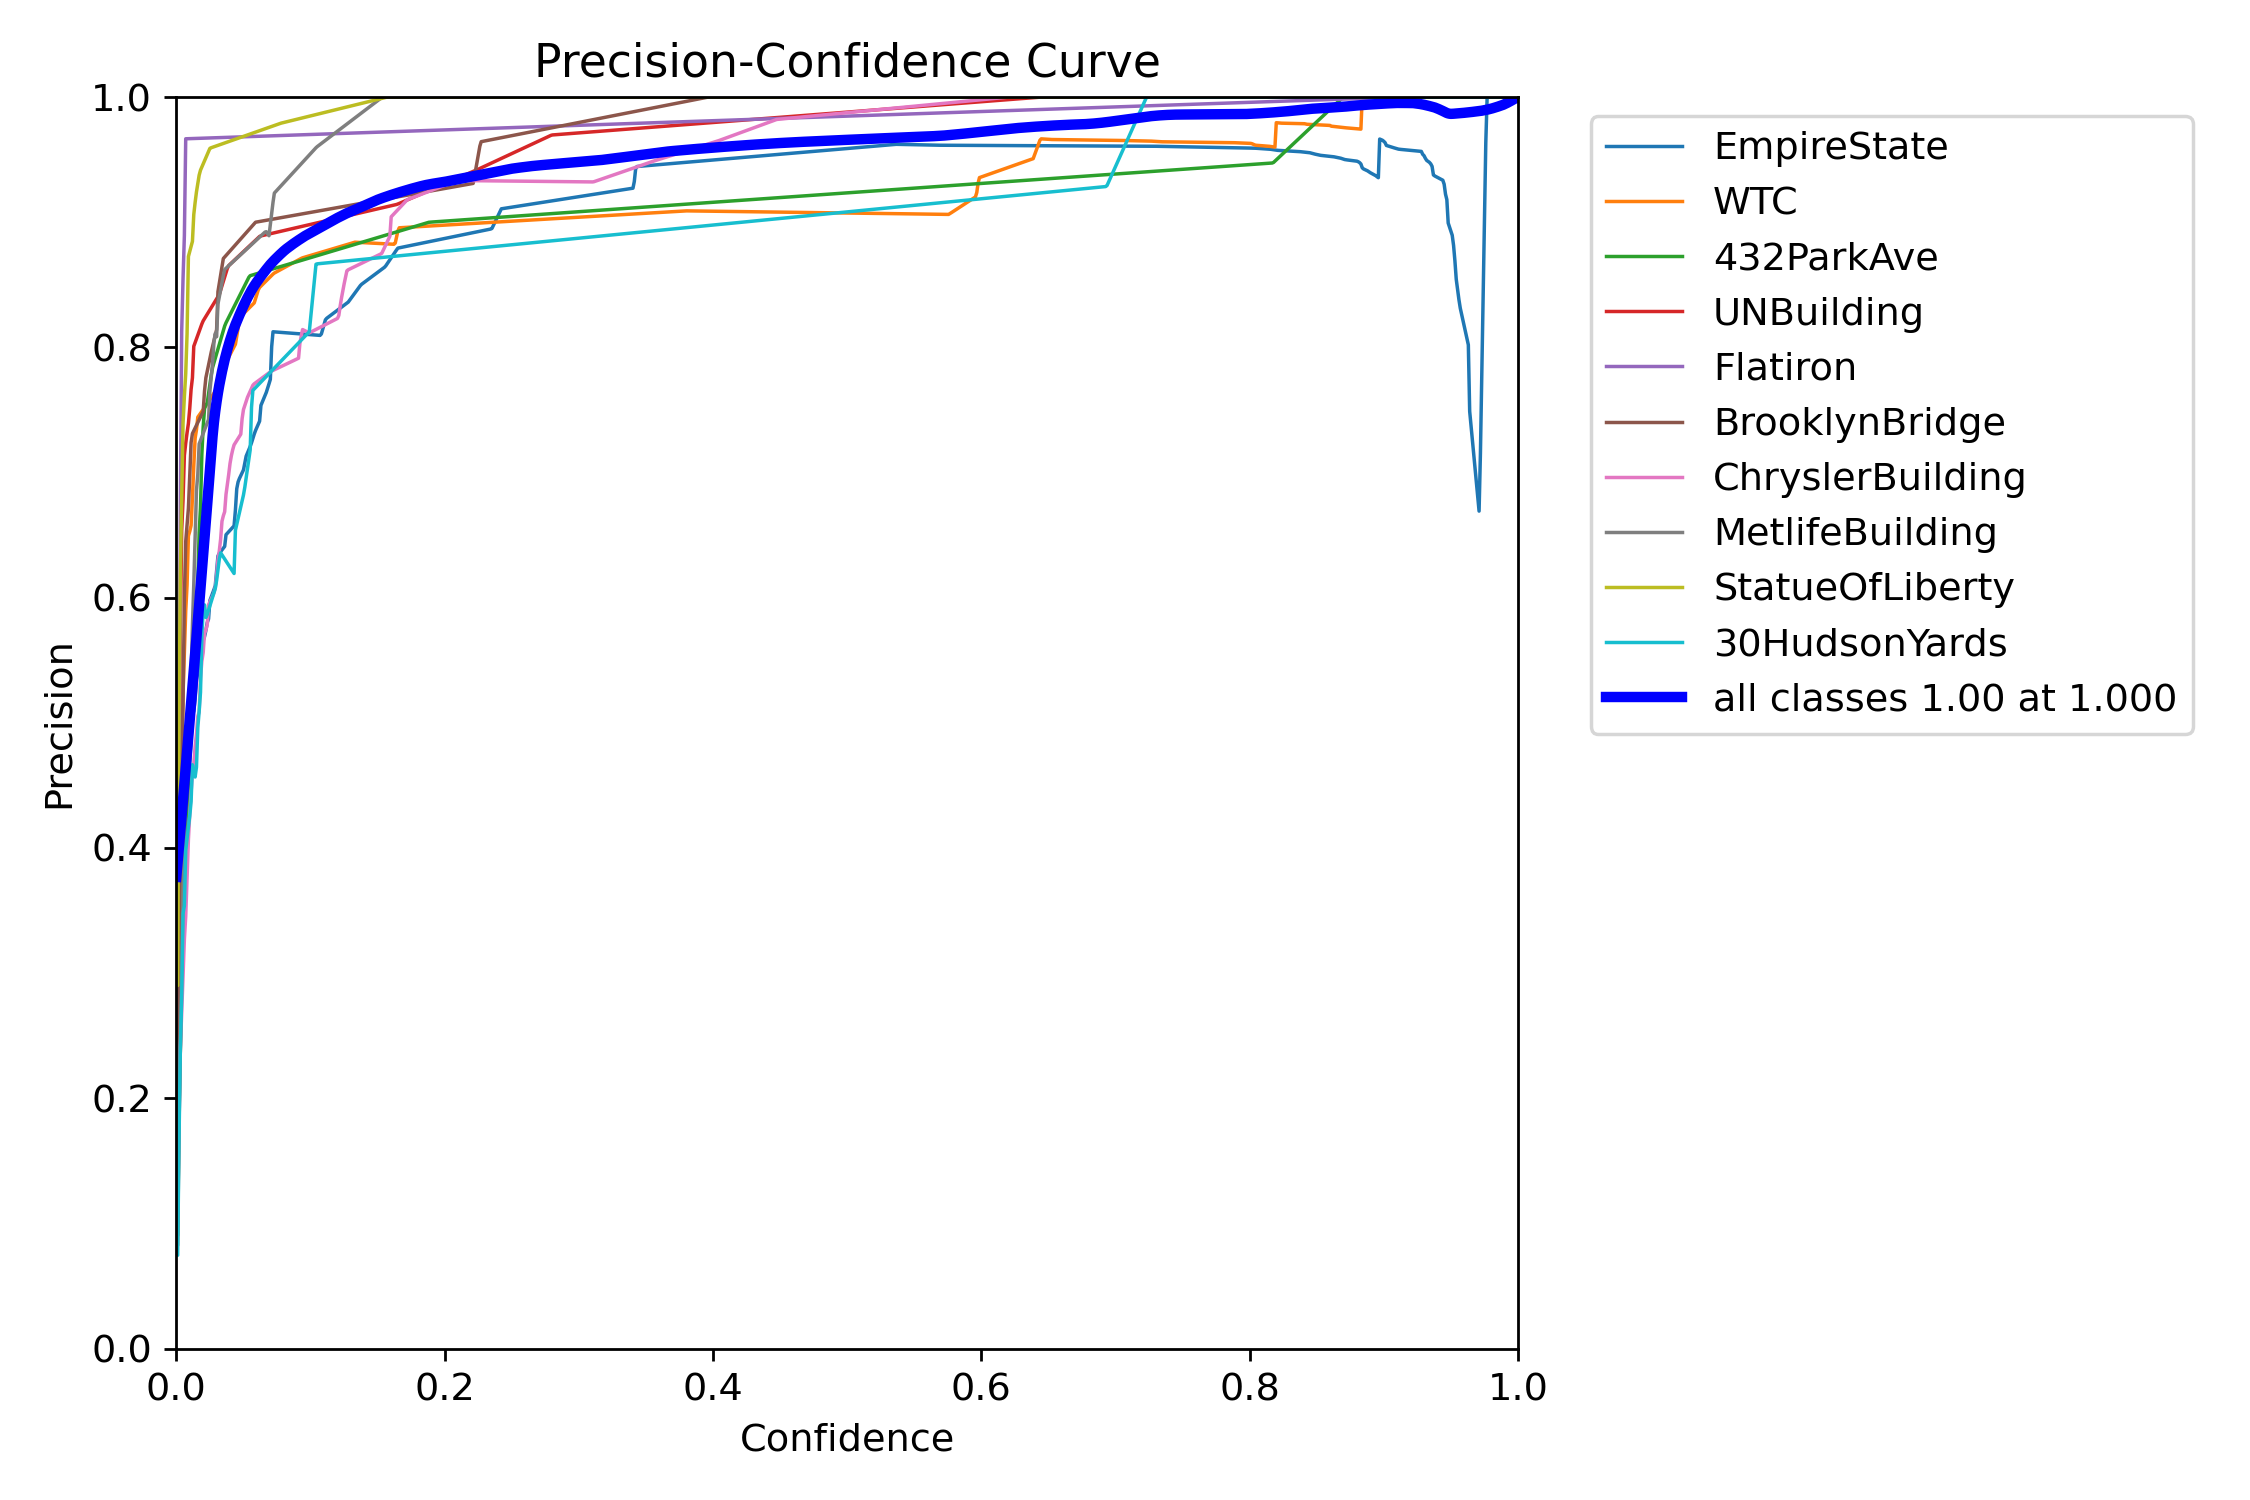 Precision-Confidence Curve
1.0
0.8
0.6
0.4
0.2
0.0
Precision
0.0 0.2 0.4 0.6 0.8 1.0
Confidence
EmpireState
WTC
432ParkAve
UNBuilding
Flatiron
BrooklynBridge
ChryslerBuilding
MetlifeBuilding
StatueOfLiberty
30HudsonYards
all classes 1.00 at 1.000